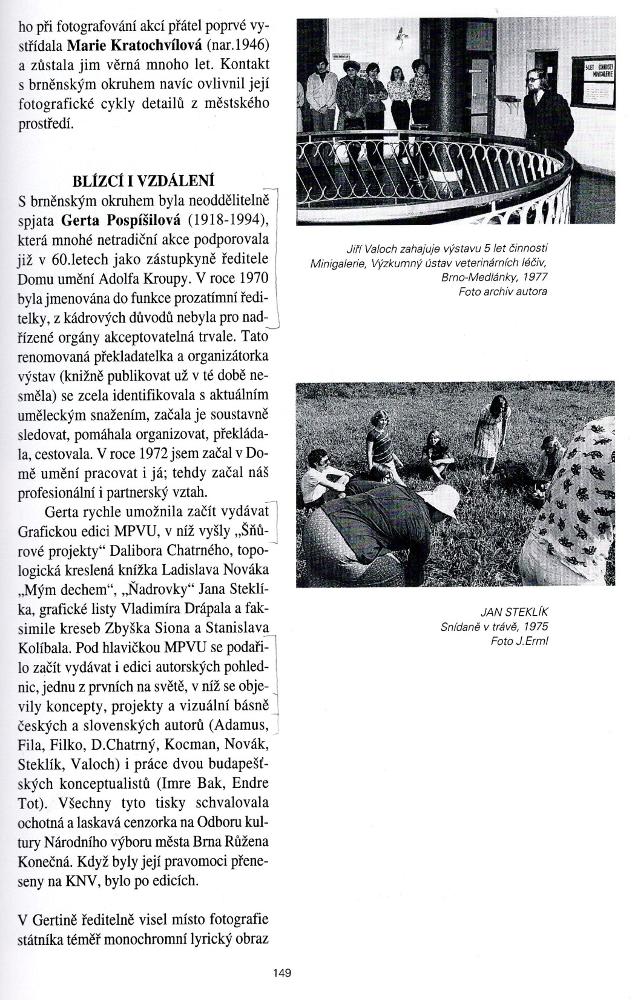 ho při fotografování akcí přátel poprvé vy-
střídala Marie Kratochvílová (nar.1946)
a zůstala jim věrná mnoho let. Kontakt
s brněnským okruhem navíc ovlivnil její
fotografické cykly detailů z městského
prostředí.
BLÍZCÍ I VZDÁLENÍ
S brněnským okruhem byla neoddělitelně
spjata Gerta Pospíšilová (1918-1994),
která mnohé netradiční akce podporovala
již v 60.letech jako zástupkyně ředitele
Domu umění Adolfa Kroupy. V roce 1970
byla jmenována do funkce prozatímní ředi-
telky, z kádrových důvodů nebyla pro nad-
řízené orgány akceptovatelná trvale. Tato
renomovaná překladatelka a organizátorka
výstav (knižně publikovat už v té době ne-
směla) se zcela identifikovala s aktuálním
uměleckým snažením, začala je soustavně
sledovat, pomáhala organizovat, překláda-
la, cestovala. V roce 1972 jsem začal v Do-
mě umění pracovat i já; tehdy začal náš
profesionální i partnerský vztah.
Gerta rychle umožnila začít vydávat
Grafickou edici MPVU, v níž vyšly „Šňů-
rové projekty“ Dalibora Chatrného, topo-
logická kreslená knížka Ladislava Nováka
„Mým dechem“, „Ňadrovky“ Jana Steklí-
ka, grafické listy Vladimíra Drápala a fak-
simile kreseb Zbyška Siona a Stanislava
Kolíbala. Pod hlavičkou MPVU se podaři-
lo začít vydávat i edici autorských pohled-
nic, jednu z prvních na světě, v níž se obje-
vily koncepty, projekty a vizuální básně
českých a slovenských autorů (Adamus,
Fila, Filko, D.Chatrný, Kocman, Novák,
Steklík, Valoch) i práce dvou budapešť-
ských konceptualistů (Imre Bak, Endre
Tot). Všechny tyto tisky schvalovala
ochotná a laskavá cenzorka na Odboru kul-
tury Národního výboru města Brna Růžena
Konečná. Když byly její pravomoci přene-
seny na KNV, bylo po edicích.
V Gertině ředitelně visel místo fotografie
státníka téměř monochromní lyrický obraz
5 LET ČINNOSTI
MINIGALERIE
Jiří Valoch zahajuje výstavu 5 let činnosti
Minigalerie, Výzkumný ústav veterinárních léčiv,
Brno-Medlánky, 1977
Foto archiv autora
JAN STEKLÍK
Snídaně v trávě, 1975
Foto J.Erml
149